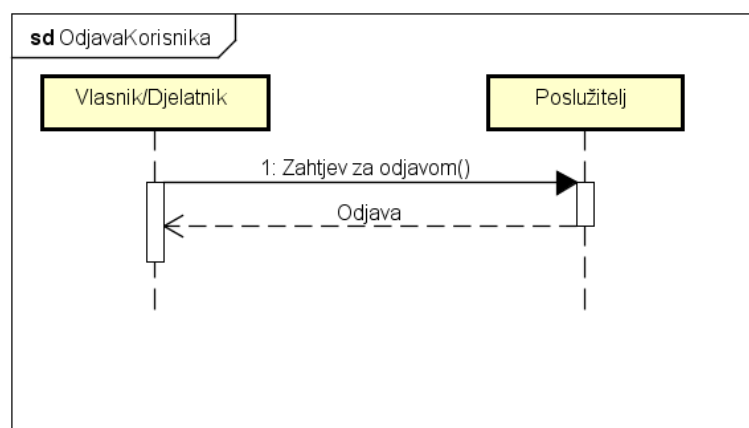 sd OdjavaKorisnika
Vlasnik/Djelatnik
Poslužitelj
1: Zahtjev za odjavom()
Odjava